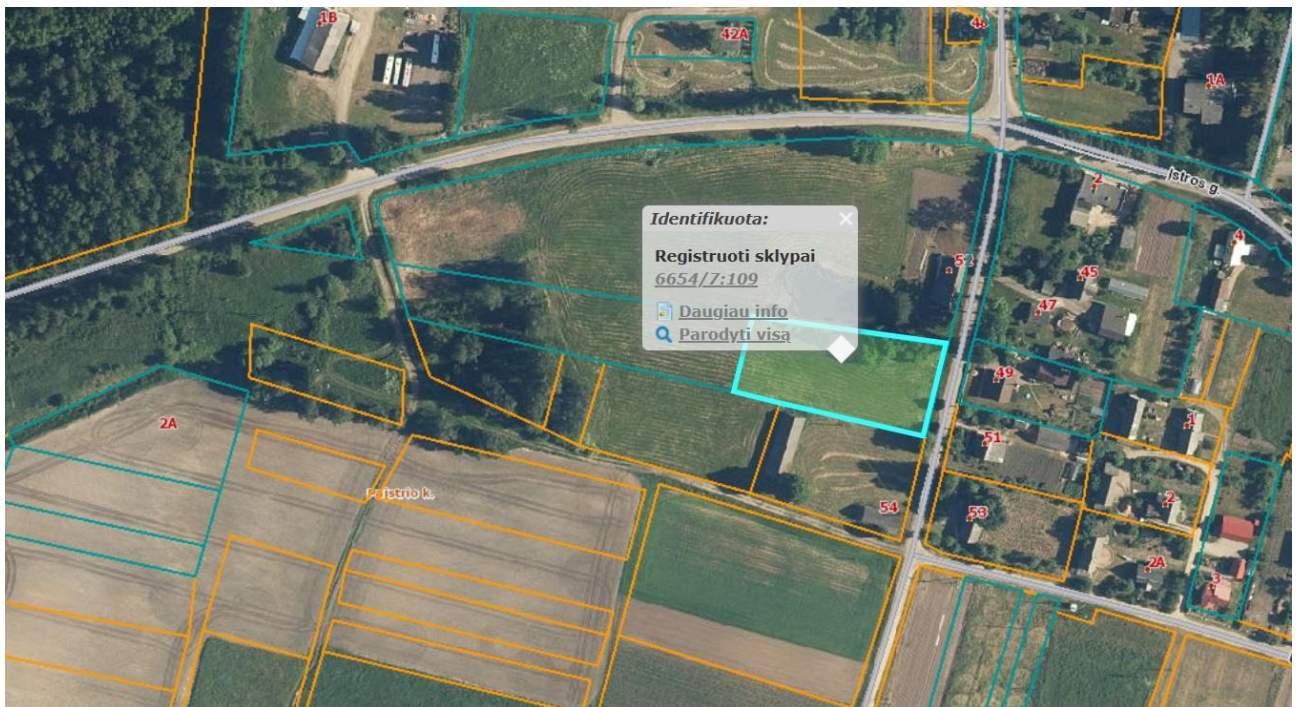 1B
42A
1A
2
Įstros g.
Identifikuota:
Registruoti sklypai
6654/7:109
Daugiau info
Parodyti visą
52
45
4
47
49
2A
1
51
Pajstrio k.
54
53
2
2A
3